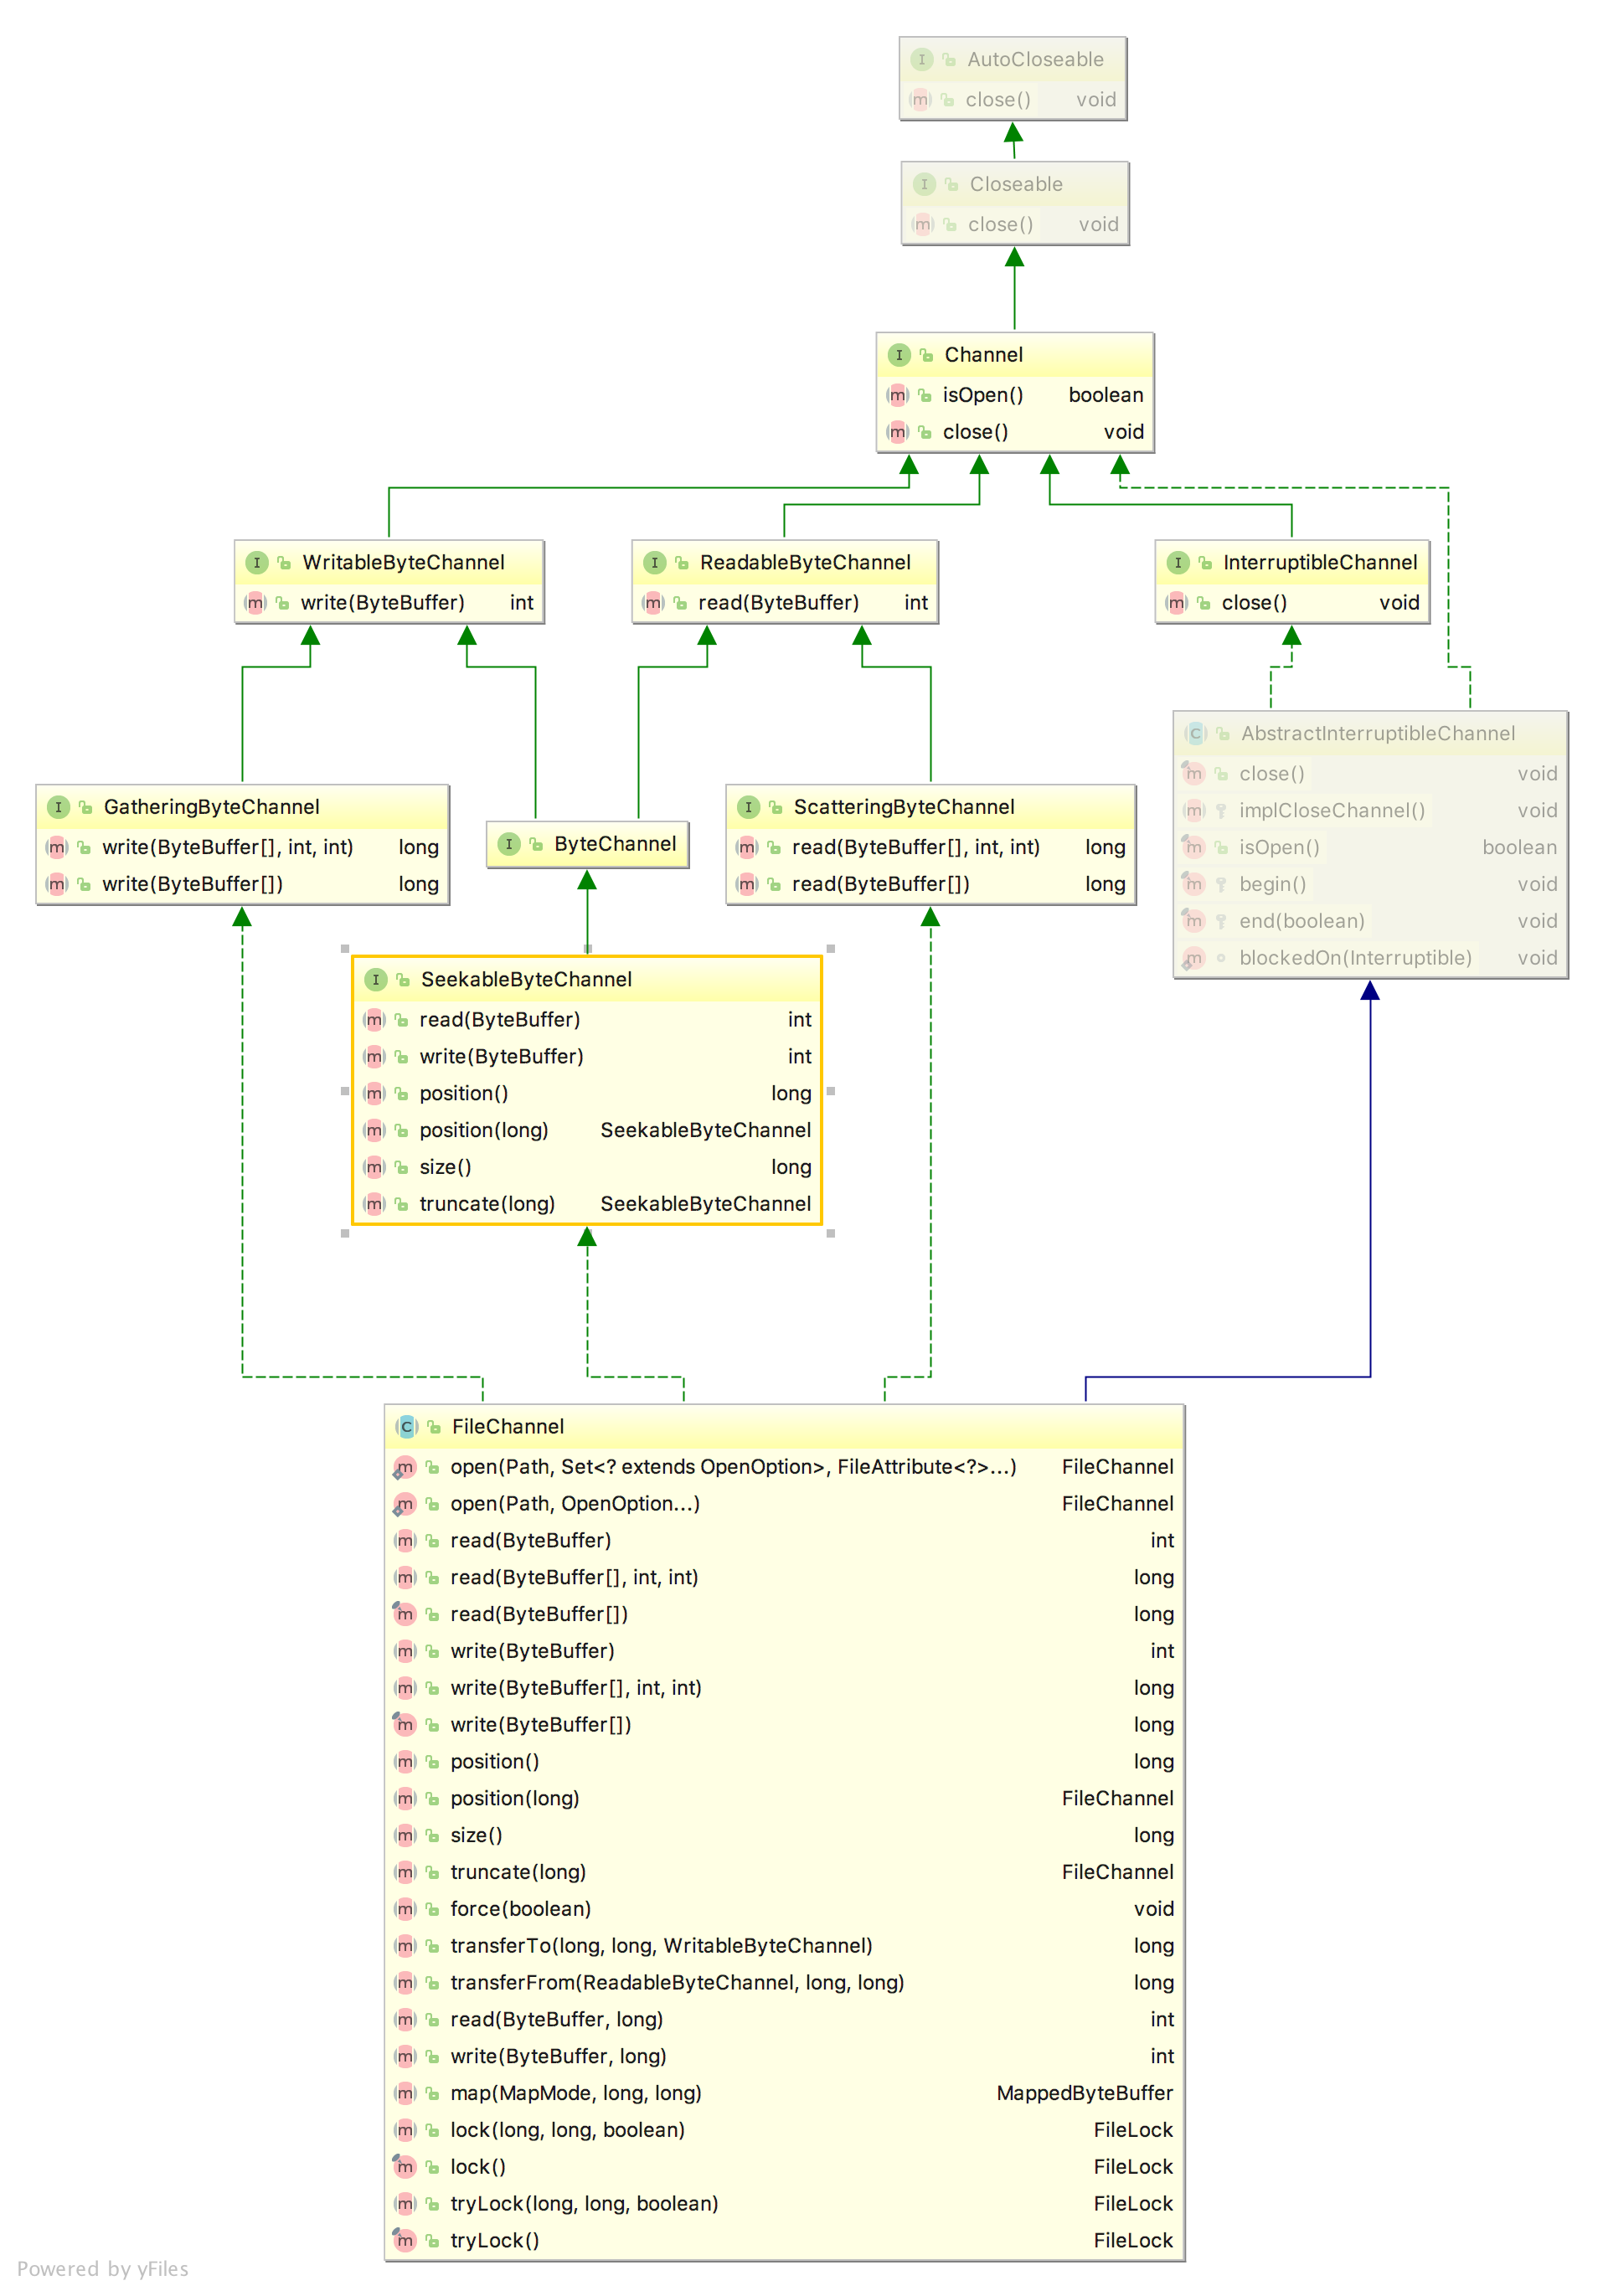 AutoCloseable
close() void
Closeable
close() void
Channel
isOpen() boolean
close() void
WritableByteChannel
write(ByteBuffer) int
ReadableByteChannel
read(ByteBuffer) int
InterruptibleChannel
close() void
AbstractInterruptibleChannel
close() void
implCloseChannel() void
isOpen() boolean
begin() void
end(boolean) void
blockedOn(Interruptible) void
GatheringByteChannel
write(ByteBuffer[], int, int) long
write(ByteBuffer[]) long
ByteChannel
ScatteringByteChannel
read(ByteBuffer[], int, int) long
read(ByteBuffer[]) long
SeekableByteChannel
read(ByteBuffer) int
write(ByteBuffer) int
position() long
position(long) SeekableByteChannel
size() long
truncate(long) SeekableByteChannel
FileChannel
open(Path, Set<? extends OpenOption>, FileAttribute<?>...) FileChannel
open(Path, OpenOption...) FileChannel
read(ByteBuffer) int
read(ByteBuffer[], int, int) long
read(ByteBuffer[]) long
write(ByteBuffer) int
write(ByteBuffer[], int, int) long
write(ByteBuffer[]) long
position() long
position(long) FileChannel
size() long
truncate(long) FileChannel
force(boolean) void
transferTo(long, long, WritableByteChannel) long
transferFrom(ReadableByteChannel, long, long) long
read(ByteBuffer, long) int
write(ByteBuffer, long) int
map(MapMode, long, long) MappedByteBuffer
lock(long, long, boolean) FileLock
lock() FileLock
tryLock(long, long, boolean) FileLock
tryLock() FileLock
Powered by yFiles